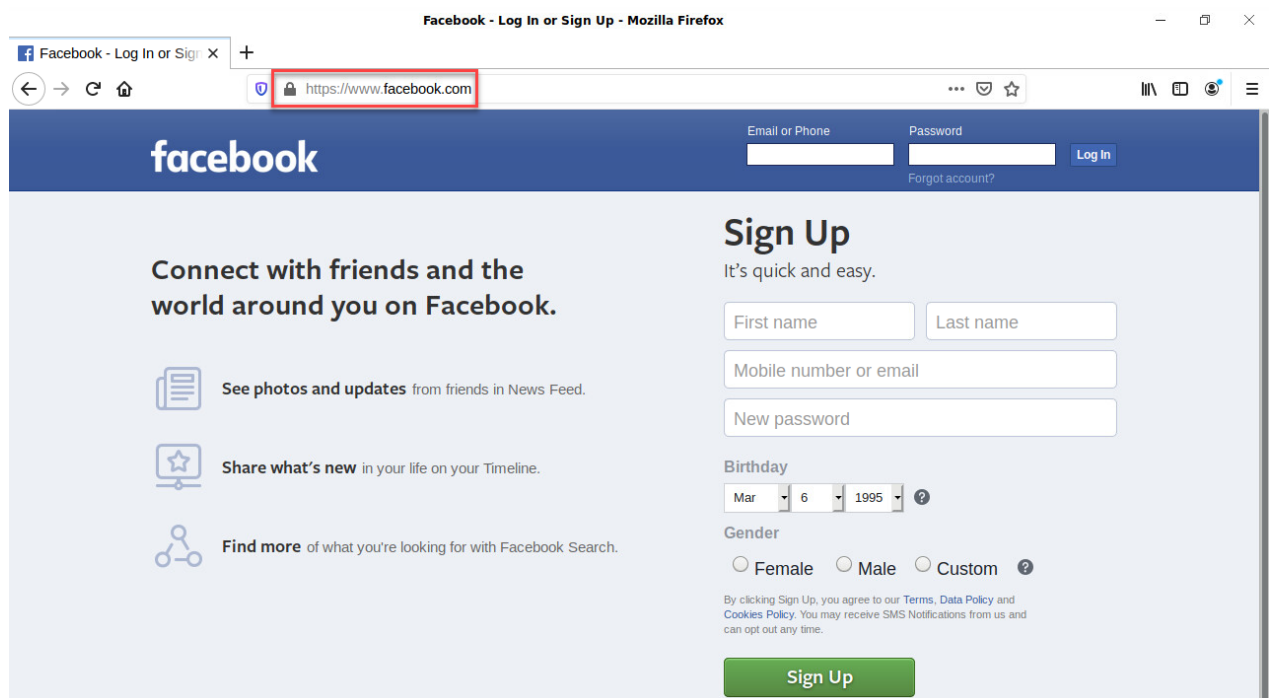 Facebook - Log In or Sign Up - Mozilla Firefox
Facebook - Log In or Sign
https://www.facebook.com
facebook
Email or Phone
Password
Log In
Forgot account?
Connect with friends and the
world around you on Facebook.
See photos and updates from friends in News Feed.
Share what's new in your life on your Timeline.
Find more of what you're looking for with Facebook Search.
Sign Up
It's quick and easy.
First name
Last name
Mobile number or email
New password
Birthday
Mar 6 1995
Gender
Female Male Custom
By clicking Sign Up, you agree to our Terms, Data Policy and
Cookies Policy. You may receive SMS Notifications from us and
can opt out any time.
Sign Up